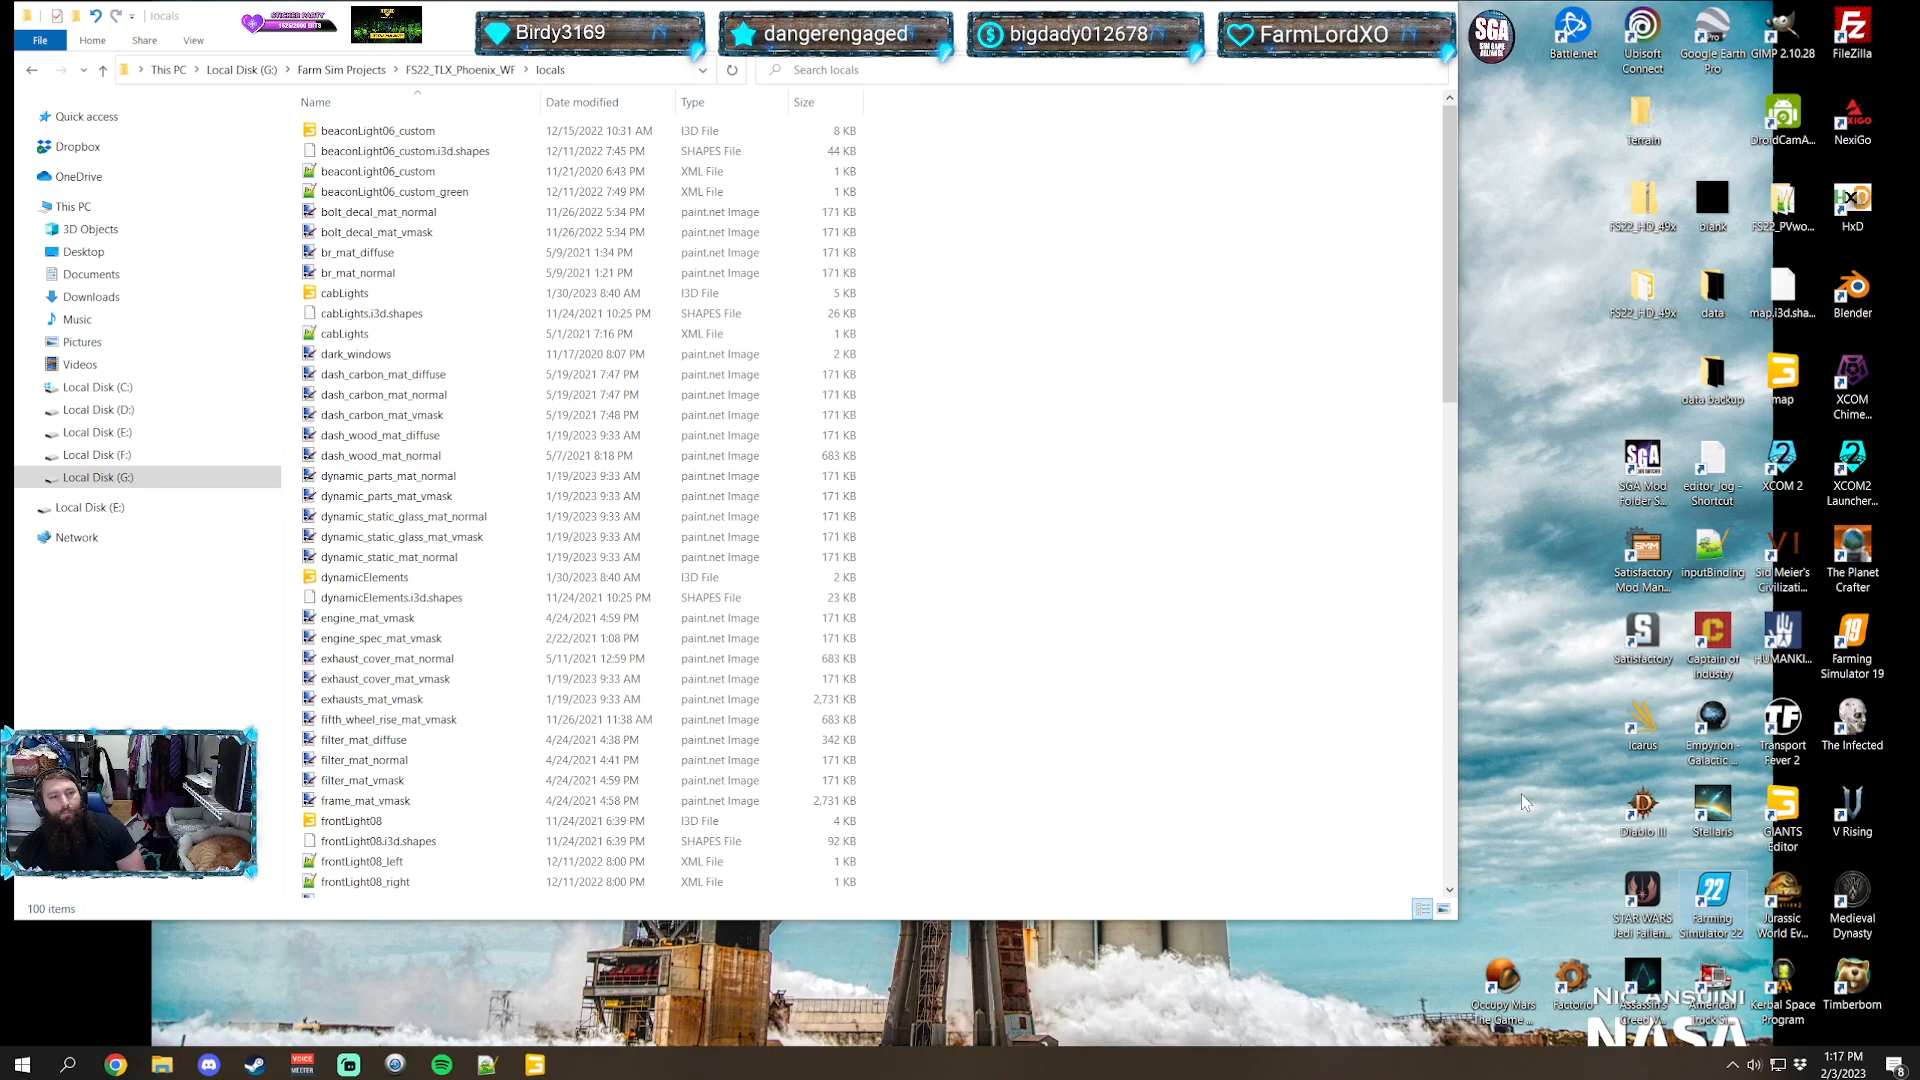 locals
STICKER PARTY
Birdy3169
dangerengaged
bigdady012678
FarmLordXO
SGA
File
Home
Share
View
This PC
Local Disk (G:)
Farm Sim Projects
FS22_TLX_Phoenix_WF
locals
Search locals
Name
Date modified
Type
Size
Quick access
Dropbox
OneDrive
This PC
3D Objects
Desktop
Documents
Downloads
Music
Pictures
Videos
Local Disk (C:)
Local Disk (D:)
Local Disk (E:)
Local Disk (F:)
Local Disk (G:)
Local Disk (E:)
Network
beaconLight06_custom 12/15/2022 10:31 AM I3D File 8 KB
beaconLight06_custom.i3d.shapes 12/11/2022 7:45 PM SHAPES File 44 KB
beaconLight06_custom 11/21/2020 6:43 PM XML File 1 KB
beaconLight06_custom_green 12/11/2022 7:49 PM XML File 1 KB
bolt_decal_mat_normal 11/26/2022 5:34 PM paint.net Image 171 KB
bolt_decal_mat_vmask 11/26/2022 5:34 PM paint.net Image 171 KB
br_mat_diffuse 5/9/2021 1:34 PM paint.net Image 171 KB
br_mat_normal 5/9/2021 1:21 PM paint.net Image 171 KB
cabLights 1/30/2023 8:40 AM I3D File 5 KB
cabLights.i3d.shapes 11/24/2021 10:25 PM SHAPES File 26 KB
cabLights 5/1/2021 7:16 PM XML File 1 KB
dark_windows 11/17/2020 8:07 PM paint.net Image 2 KB
dash_carbon_mat_diffuse 5/19/2021 7:47 PM paint.net Image 171 KB
dash_carbon_mat_normal 5/19/2021 7:47 PM paint.net Image 171 KB
dash_carbon_mat_vmask 5/19/2021 7:48 PM paint.net Image 171 KB
dash_wood_mat_diffuse 1/19/2023 9:33 AM paint.net Image 171 KB
dash_wood_mat_normal 5/7/2021 8:18 PM paint.net Image 683 KB
dynamic_parts_mat_normal 1/19/2023 9:33 AM paint.net Image 171 KB
dynamic_parts_mat_vmask 1/19/2023 9:33 AM paint.net Image 171 KB
dynamic_static_glass_mat_normal 1/19/2023 9:33 AM paint.net Image 171 KB
dynamic_static_glass_mat_vmask 1/19/2023 9:33 AM paint.net Image 171 KB
dynamic_static_mat_normal 1/19/2023 9:33 AM paint.net Image 171 KB
dynamicElements 1/30/2023 8:40 AM I3D File 2 KB
dynamicElements.i3d.shapes 11/24/2021 10:25 PM SHAPES File 23 KB
engine_mat_vmask 4/24/2021 4:59 PM paint.net Image 171 KB
engine_spec_mat_vmask 2/22/2021 1:08 PM paint.net Image 171 KB
exhaust_cover_mat_normal 5/11/2021 12:59 PM paint.net Image 683 KB
exhaust_cover_mat_vmask 1/19/2023 9:33 AM paint.net Image 171 KB
exhausts_mat_vmask 1/19/2023 9:33 AM paint.net Image 2,731 KB
fifth_wheel_rise_mat_vmask 11/26/2021 11:38 AM paint.net Image 683 KB
filter_mat_diffuse 4/24/2021 4:38 PM paint.net Image 342 KB
filter_mat_normal 4/24/2021 4:41 PM paint.net Image 171 KB
filter_mat_vmask 4/24/2021 4:59 PM paint.net Image 171 KB
frame_mat_vmask 4/24/2021 4:58 PM paint.net Image 2,731 KB
frontLight08 11/24/2021 6:39 PM I3D File 4 KB
frontLight08.i3d.shapes 11/24/2021 6:39 PM SHAPES File 92 KB
frontLight08_left 12/11/2022 8:00 PM XML File 1 KB
frontLight08_right 12/11/2022 8:00 PM XML File 1 KB
100 items
Battle.net
Ubisoft Connect
Google Earth Pro
GIMP 2.10.28
FileZilla
Terrain
DroidCamA...
NexiGo
FS22_HD_49x
blank
FS22_PVwo...
HxD
FS22_HD_49x
data
map.i3d.sha...
Blender
data backup
map
XCOM Chime...
SGA Mod Folder S...
editor_log - Shortcut
XCOM 2
XCOM2 Launcher...
Satisfactory Mod Man...
inputBinding
Sid Meier's Civilizati...
The Planet Crafter
Satisfactory
Captain of Industry
HUMANKI...
Farming Simulator 19
Icarus
Empyrion - Galactic ...
Transport Fever 2
The Infected
Diablo III
Stellaris
GIANTS Editor
V Rising
STAR WARS Jedi Fallen...
Farming Simulator 22
Jurassic World Ev...
Medieval Dynasty
Occupy Mars The Game ...
Factorio
Assassin's Creed V...
American Truck Si...
Kerbal Space Program
Timberborn
NIC ANSUINI
NASA
VOICE MEETER
1:17 PM
2/3/2023
8